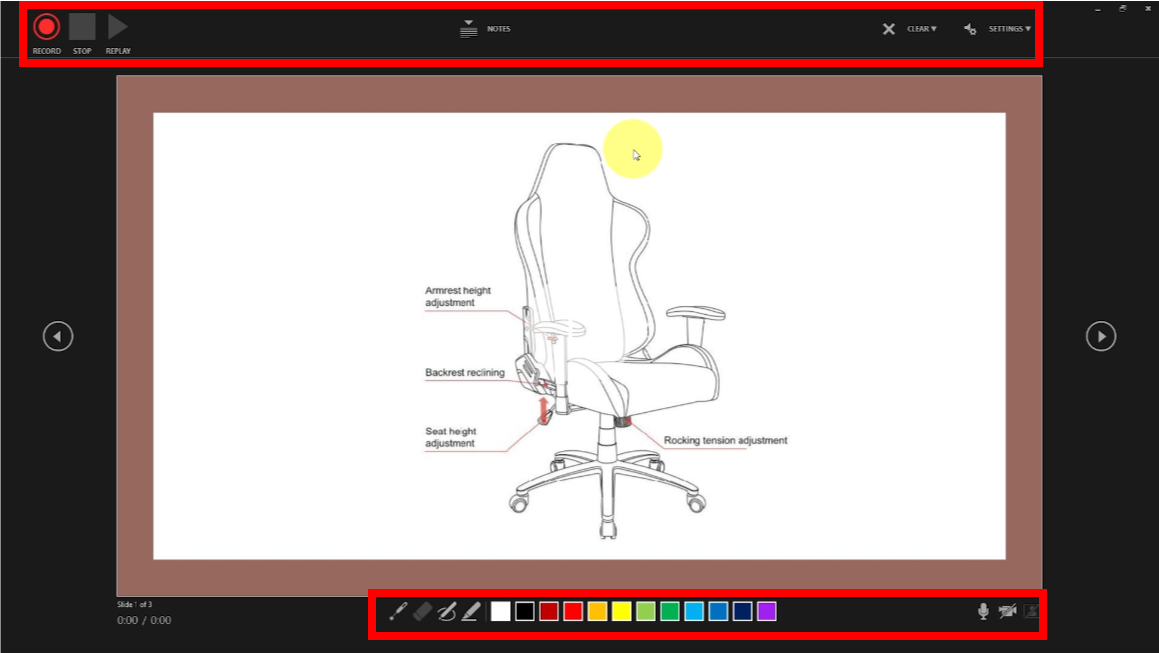 NOTES
CLEAR ▼
SETTINGS ▼
RECORD STOP REPLAY
Armrest height
adjustment
Backrest reclining
Seat height
adjustment
Rocking tension adjustment
Slide 1 of 3
0:00 / 0:00